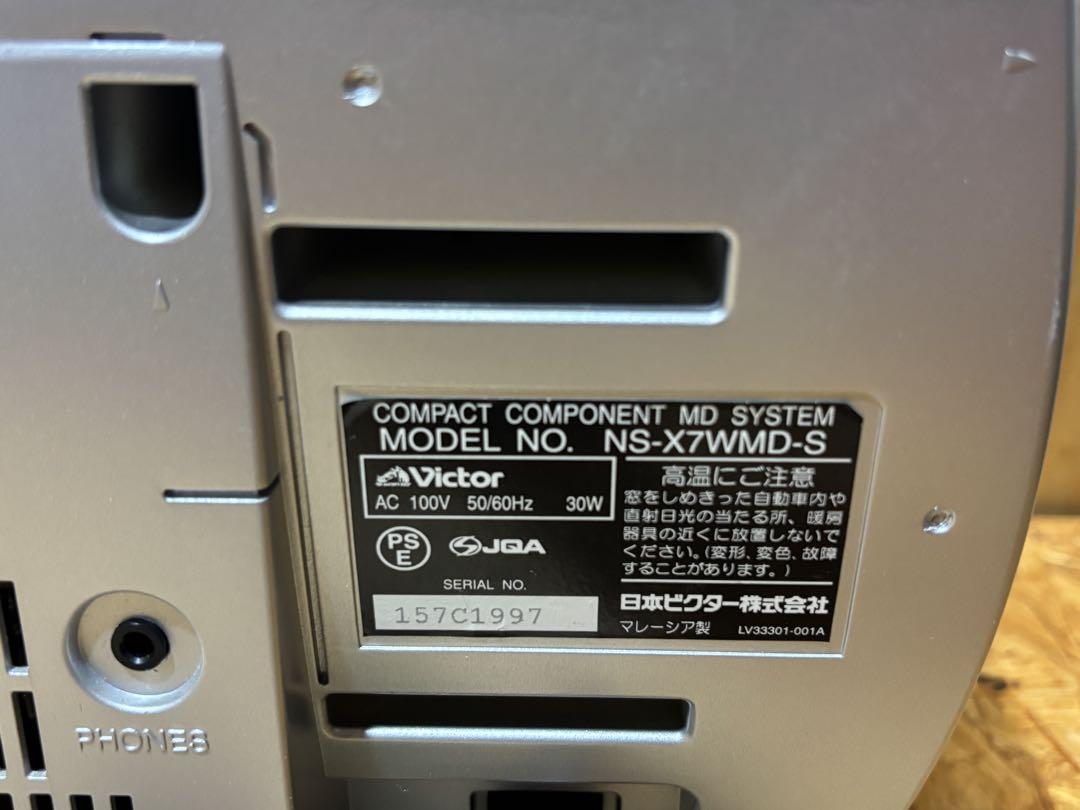 COMPACT COMPONENT MD SYSTEM
MODEL NO. NS-X7WMD-S
Victor
AC 100V 50/60Hz 30W
PS
E
JQA
SERIAL NO.
157C1997
高温にご注意
窓をしめきった自動車内や
直射日光の当たる所、暖房
器具の近くに放置しないで
ください。(変形、変色、故障
することがあります。)
日本ビクター株式会社
マレーシア製 LV33301-001A
PHONES